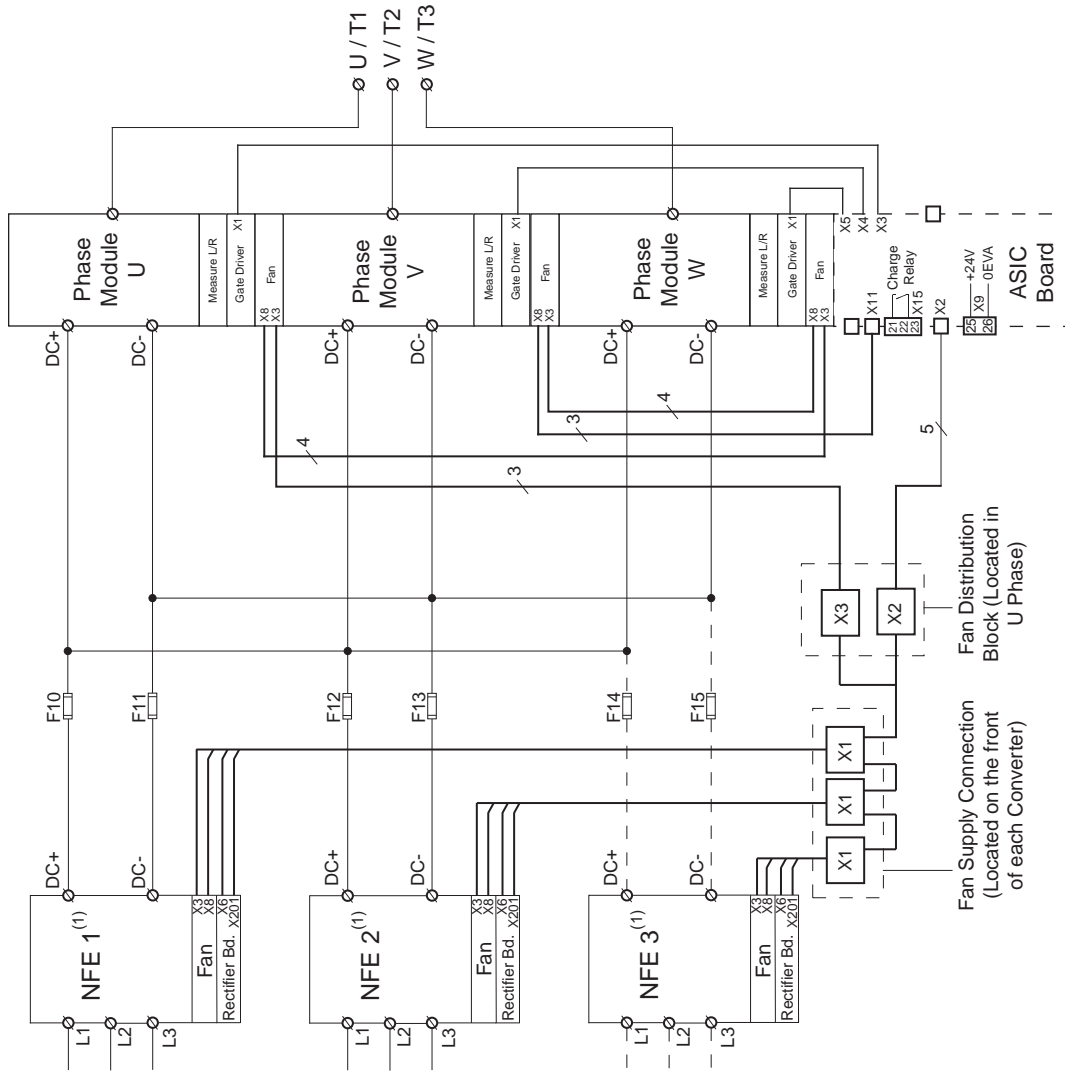 U / T1
V / T2
W / T3
Phase
Module
U
Measure L/R
Gate Driver X1
Fan
X8
X3
Phase
Module
V
Measure L/R
Gate Driver X1
Fan
X8
X3
Phase
Module
W
Measure L/R
Gate Driver X1
Fan
X8
X3
X5
X4
X3
X11
Charge
Relay
21
22
23
X15
X2
25
26
+24V
X9
0EVA
ASIC
Board
DC+
DC-
DC+
DC-
DC+
DC-
4
3
3
4
5
F10
F11
F12
F13
F14
F15
X3
X2
Fan Distribution
Block (Located in
U Phase)
X1
X1
X1
Fan Supply Connection
(Located on the front
of each Converter)
DC+
DC-
NFE 1(1)
Fan
X3
X8
Rectifier Bd.
X6
X201
L1
L2
L3
DC+
DC-
NFE 2(1)
Fan
X3
X8
Rectifier Bd.
X6
X201
L1
L2
L3
DC+
DC-
NFE 3(1)
Fan
X3
X8
Rectifier Bd.
X6
X201
L1
L2
L3